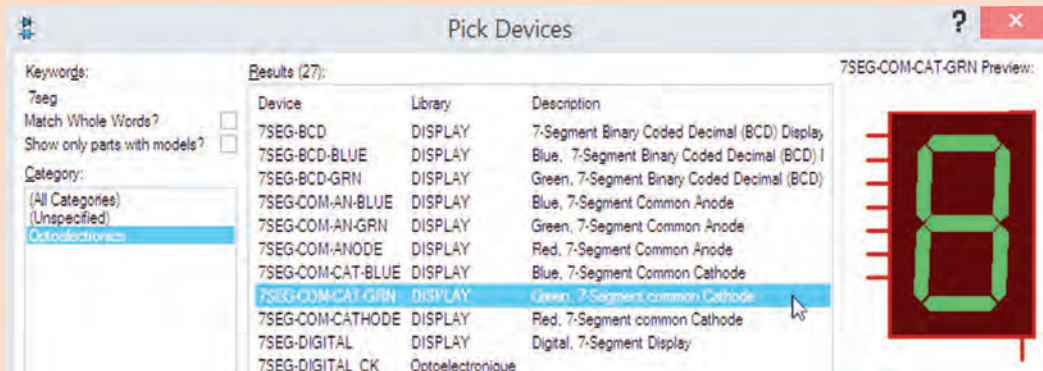 Pick Devices
?
×
Keywords:
7seg
Match Whole Words?
Show only parts with models?
Category:
(All Categories)
(Unspecified)
Optoelectronics
Results (27):
Device Library Description
7SEG-BCD DISPLAY 7-Segment Binary Coded Decimal (BCD) Display
7SEG-BCD-BLUE DISPLAY Blue, 7-Segment Binary Coded Decimal (BCD)
7SEG-BCD-GRN DISPLAY Green, 7-Segment Binary Coded Decimal (BCD)
7SEG-COM-AN-BLUE DISPLAY Blue, 7-Segment Common Anode
7SEG-COM-AN-GRN DISPLAY Green, 7-Segment Common Anode
7SEG-COM-ANODE DISPLAY Red, 7-Segment Common Anode
7SEG-COM-CAT-BLUE DISPLAY Blue, 7-Segment Common Cathode
7SEG-COM-CAT-GRN DISPLAY Green, 7-Segment common Cathode
7SEG-COM-CATHODE DISPLAY Red, 7-Segment common Cathode
7SEG-DIGITAL DISPLAY Digital, 7-Segment Display
7SEG-DIGITAL_CK Optoelectronique
7SEG-COM-CAT-GRN Preview:
8